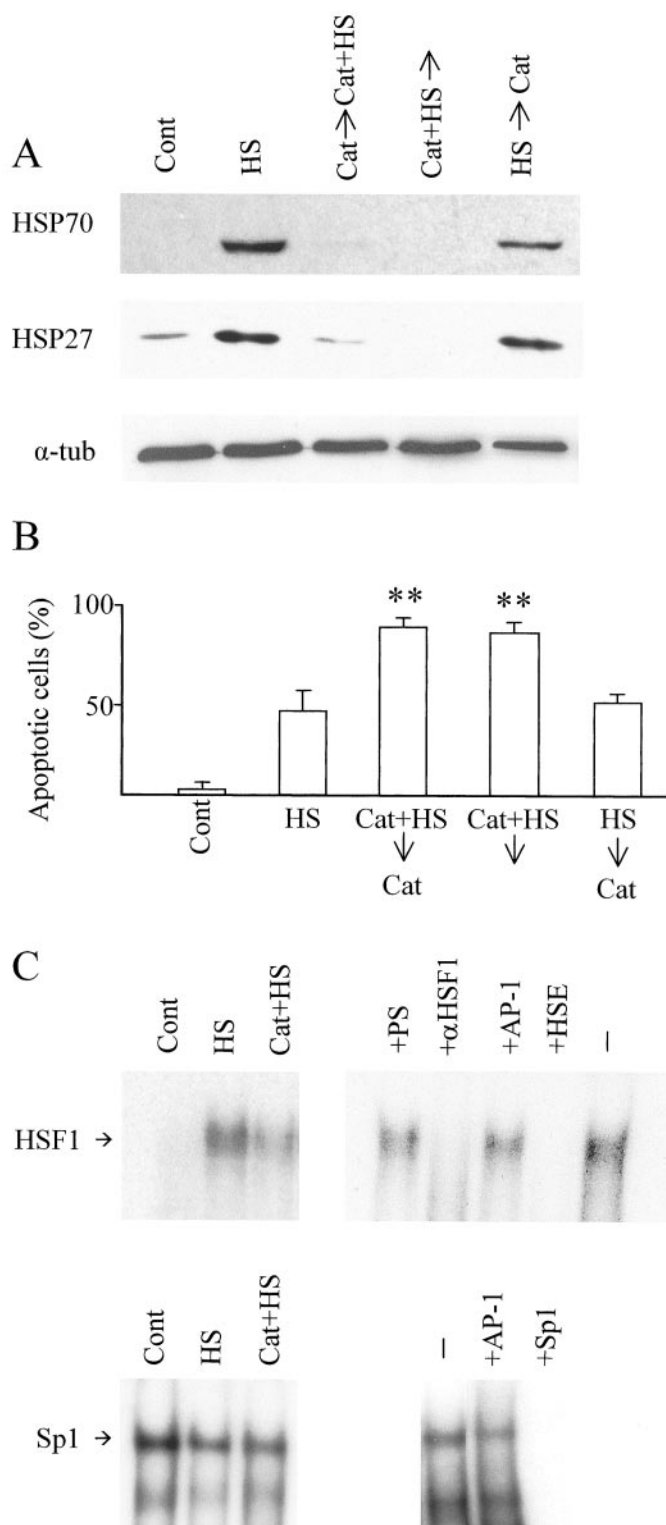 A
Cont
HS
Cat→Cat+HS
Cat+HS →
HS → Cat
HSP70
HSP27
α-tub
B
Apoptotic cells (%)
100
50
**
**
Cont
HS
Cat+HS
↓
Cat
Cat+HS
↓
HS
↓
Cat
C
Cont
HS
Cat+HS
+PS
+αHSF1
+AP-1
+HSE
–
HSF1 →
Cont
HS
Cat+HS
–
+AP-1
+Sp1
Sp1 →